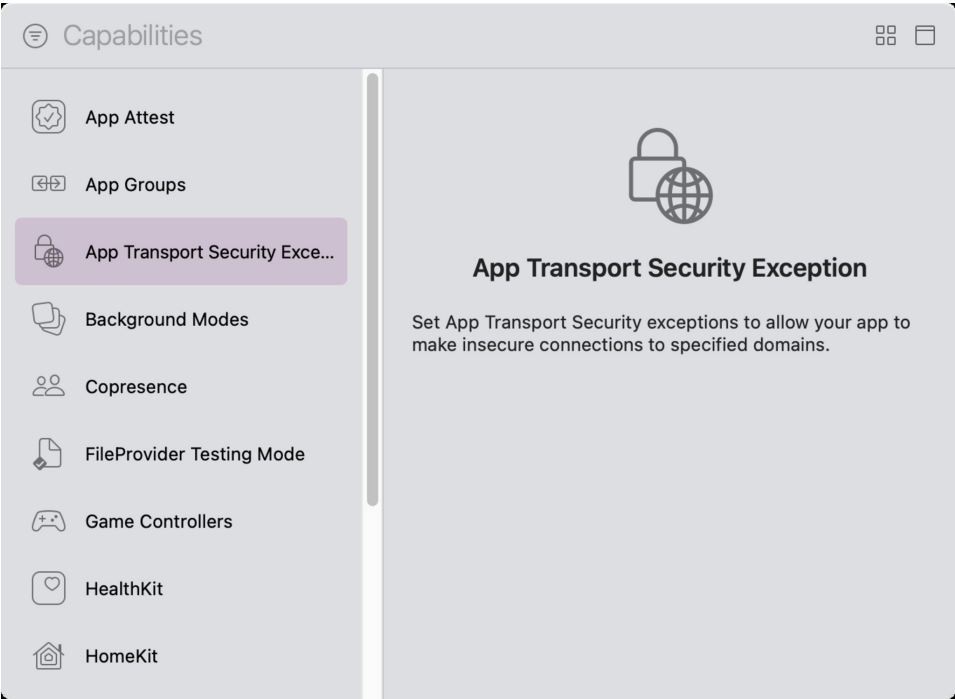 Capabilities
App Attest
App Groups
App Transport Security Exce...
Background Modes
Copresence
FileProvider Testing Mode
Game Controllers
HealthKit
HomeKit
App Transport Security Exception
Set App Transport Security exceptions to allow your app to
make insecure connections to specified domains.